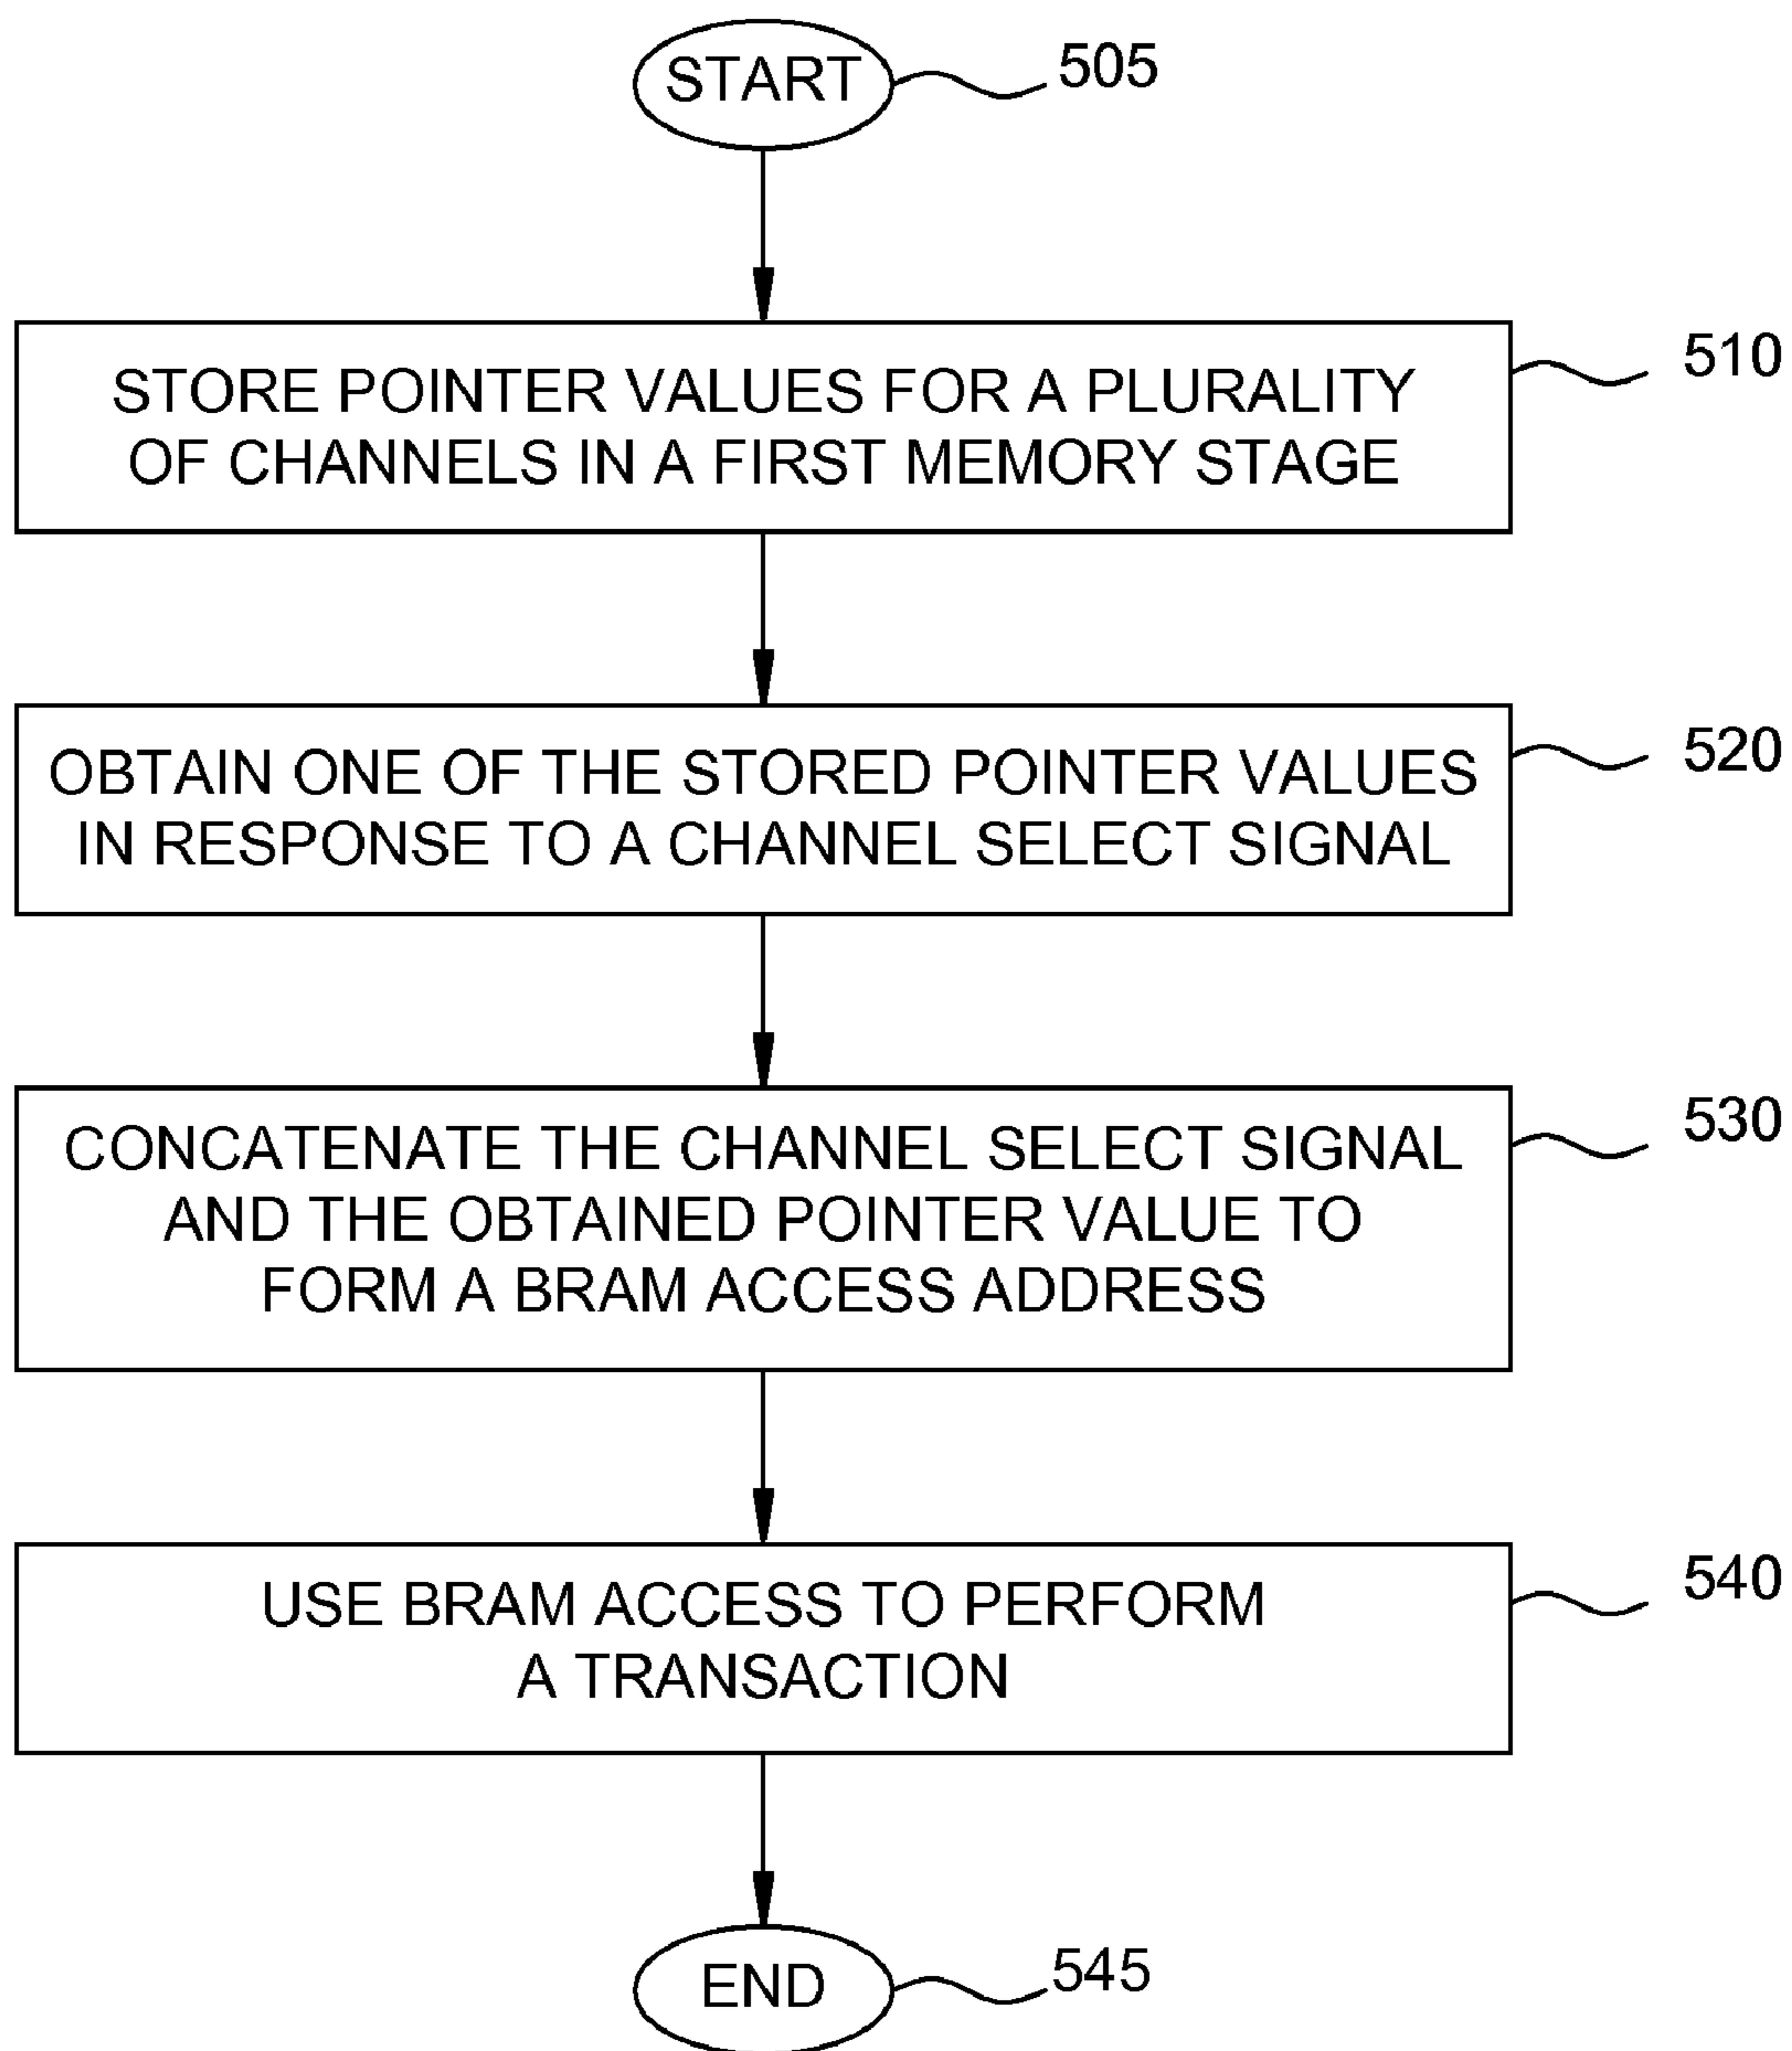 START
505
STORE POINTER VALUES FOR A PLURALITY
OF CHANNELS IN A FIRST MEMORY STAGE
510
OBTAIN ONE OF THE STORED POINTER VALUES
IN RESPONSE TO A CHANNEL SELECT SIGNAL
520
CONCATENATE THE CHANNEL SELECT SIGNAL
AND THE OBTAINED POINTER VALUE TO
FORM A BRAM ACCESS ADDRESS
530
USE BRAM ACCESS TO PERFORM
A TRANSACTION
540
END
545